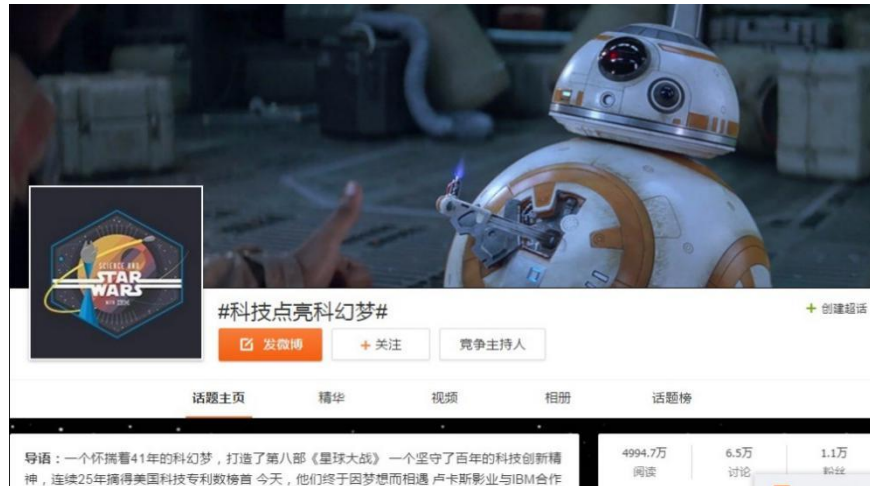 SCIENCE AND
STAR
WARS
#科技点亮科幻梦#
创建超话
发微博
+关注
竞争主持人
话题主页
精华
视频
相册
话题榜
导语：一个怀揣着41年的科幻梦，打造了第八部《星球大战》 一个坚守了百年的科技创新精
神，连续25年摘得美国科技专利数榜首 今天，他们终于因梦想而相遇 卢卡斯影业与IBM合作
4994.7万
6.5万
1.1万
阅读
讨论
粉丝